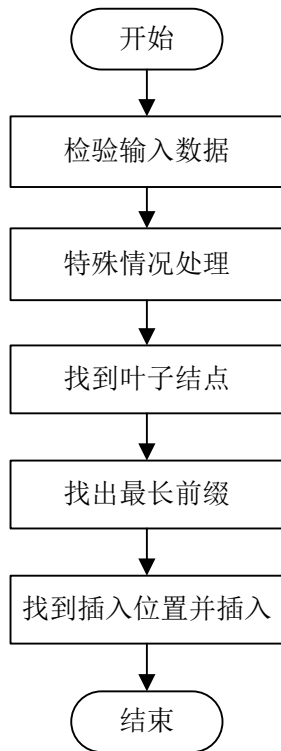 开始
检验输入数据
特殊情况处理
找到叶子结点
找出最长前缀
找到插入位置并插入
结束